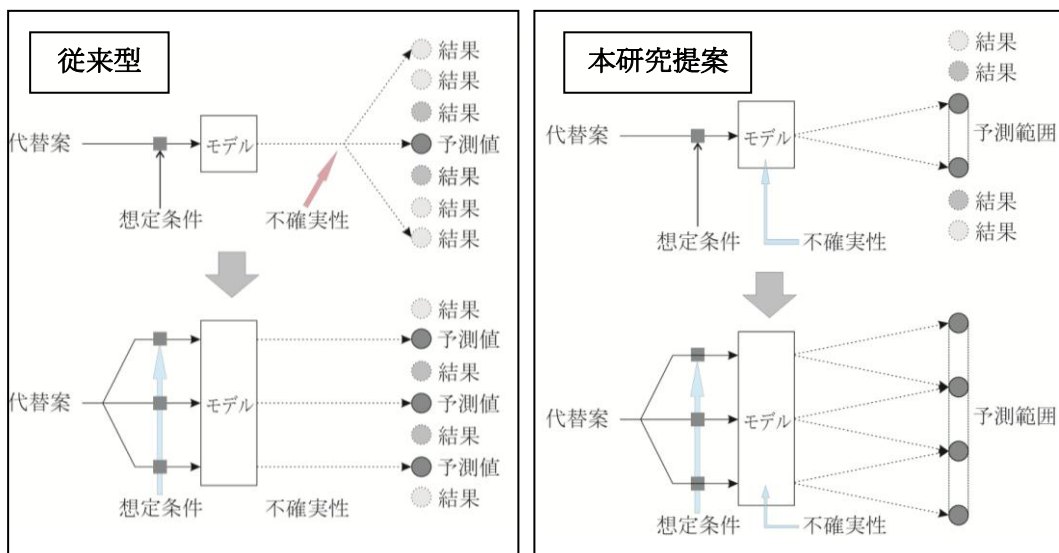 従来型
結果
結果
結果
代替案
モデル
予測値
結果
想定条件
不確実性
結果
結果
結果
予測値
結果
代替案
モデル
予測値
結果
予測値
想定条件
不確実性
結果
本研究提案
結果
結果
代替案
モデル
予測範囲
結果
想定条件
不確実性
結果
代替案
モデル
予測範囲
想定条件
不確実性